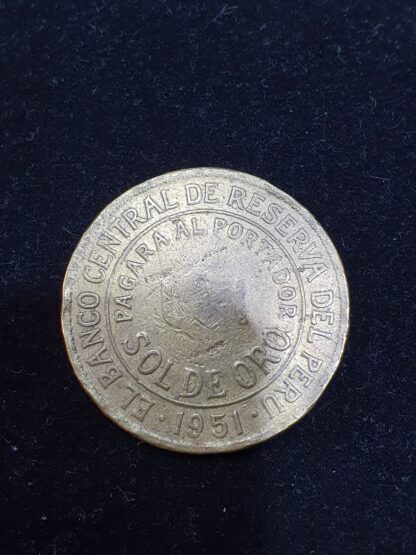 EL BANCO CENTRAL DE RESERVA DEL PERU
· 1951 ·
PAGARA AL PORTADOR
SOL DE ORO